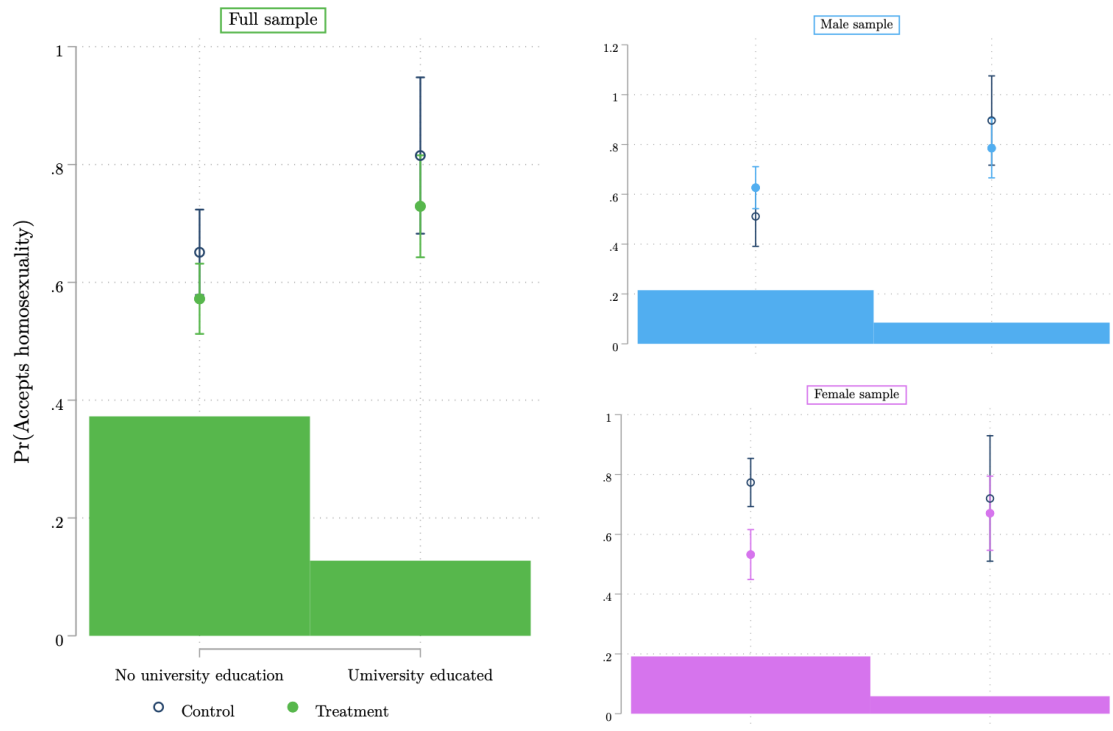 Full sample
Pr(Accepts homosexuality)
1
.8
.6
.4
.2
0
No university education
Umiversity educated
Control
Treatment
Male sample
1.2
1
.8
.6
.4
.2
0
Female sample
1
.8
.6
.4
.2
0